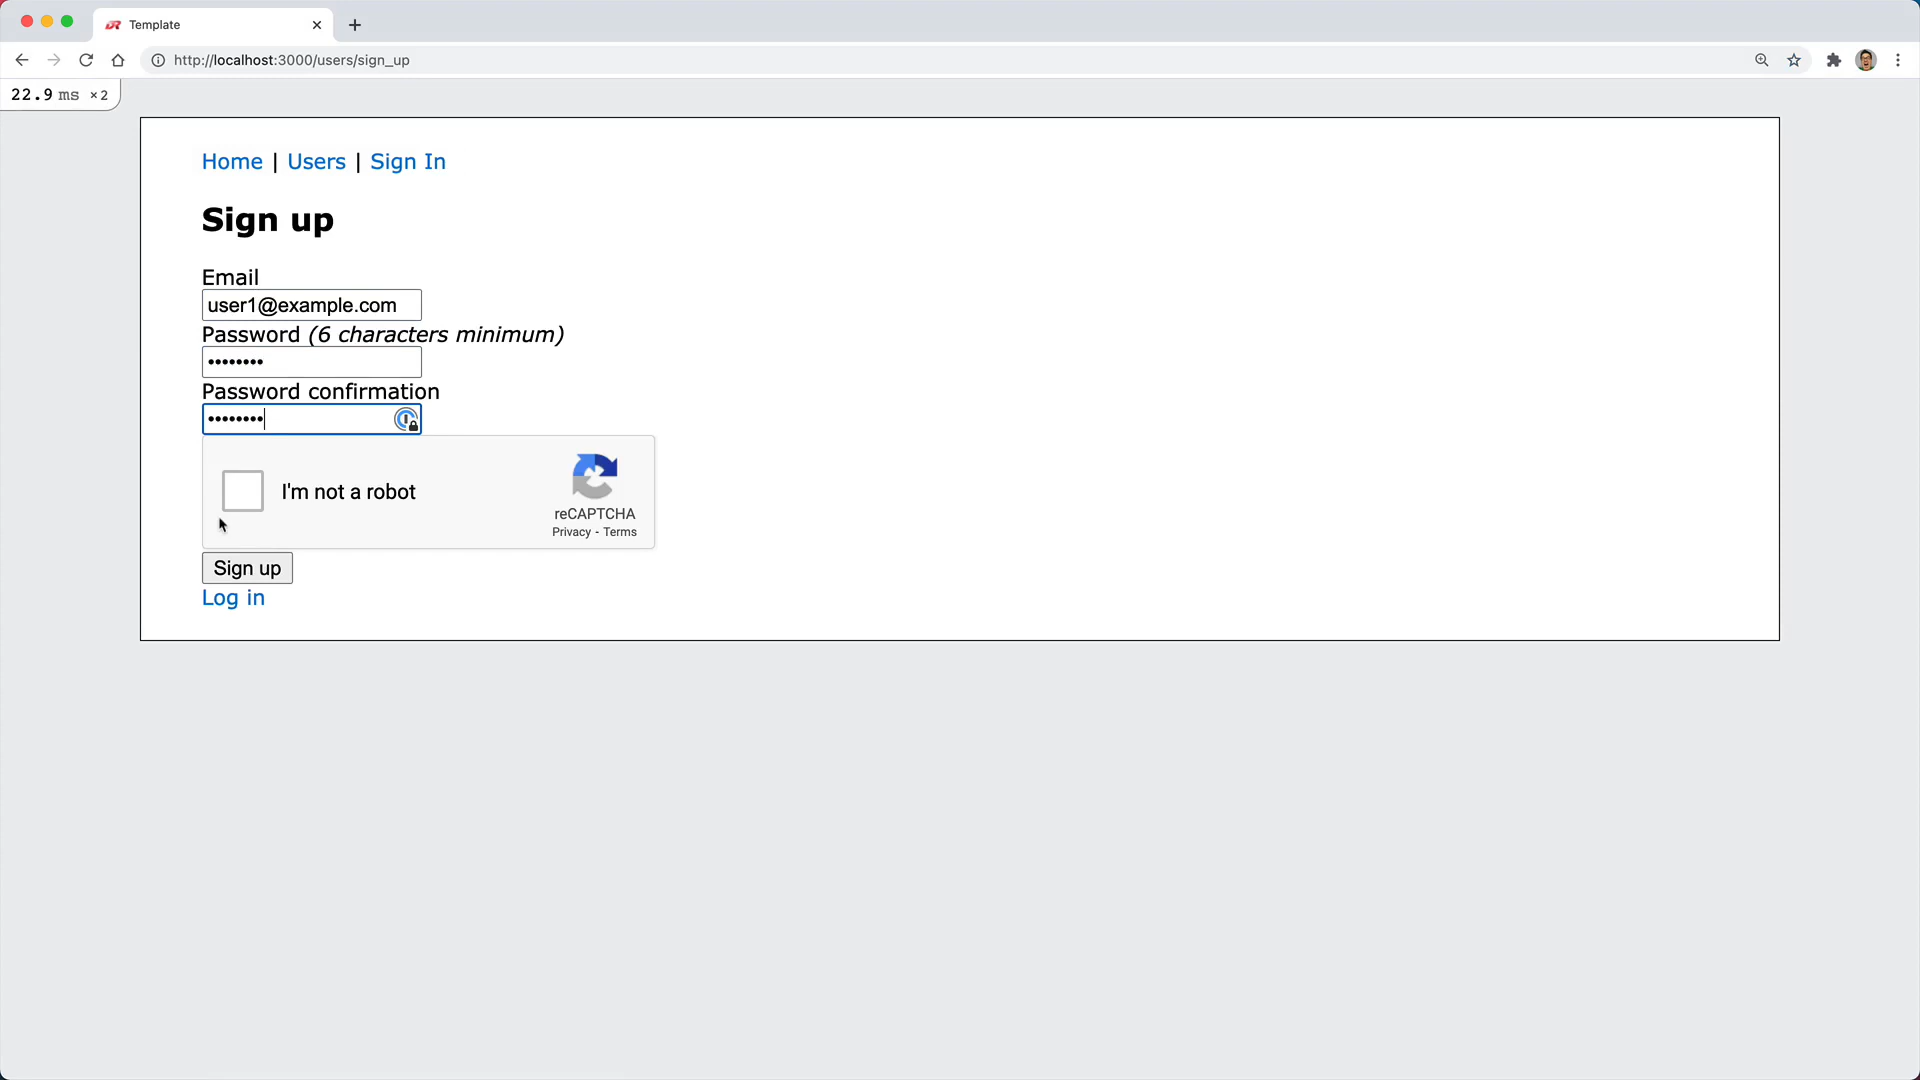 Template
http://localhost:3000/users/sign_up
22.9 ms ×2
Home | Users | Sign In
Sign up
Email
user1@example.com
Password (6 characters minimum)
••••••••
Password confirmation
••••••••
I'm not a robot
reCAPTCHA
Privacy - Terms
Sign up
Log in